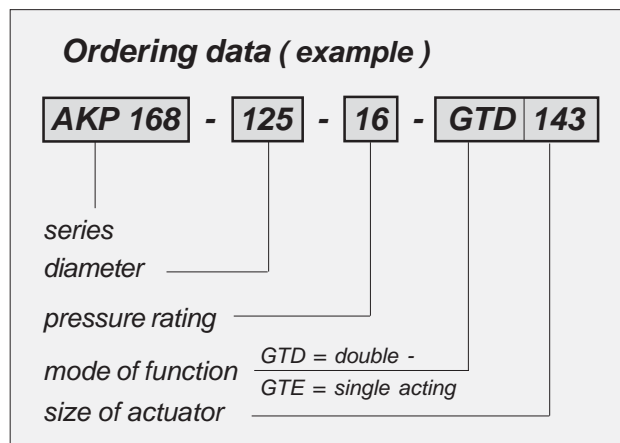 Ordering data ( example )
AKP 168 - 125 - 16 - GTD 143
series
diameter
pressure rating
mode of function GTD = double -
GTE = single acting
size of actuator